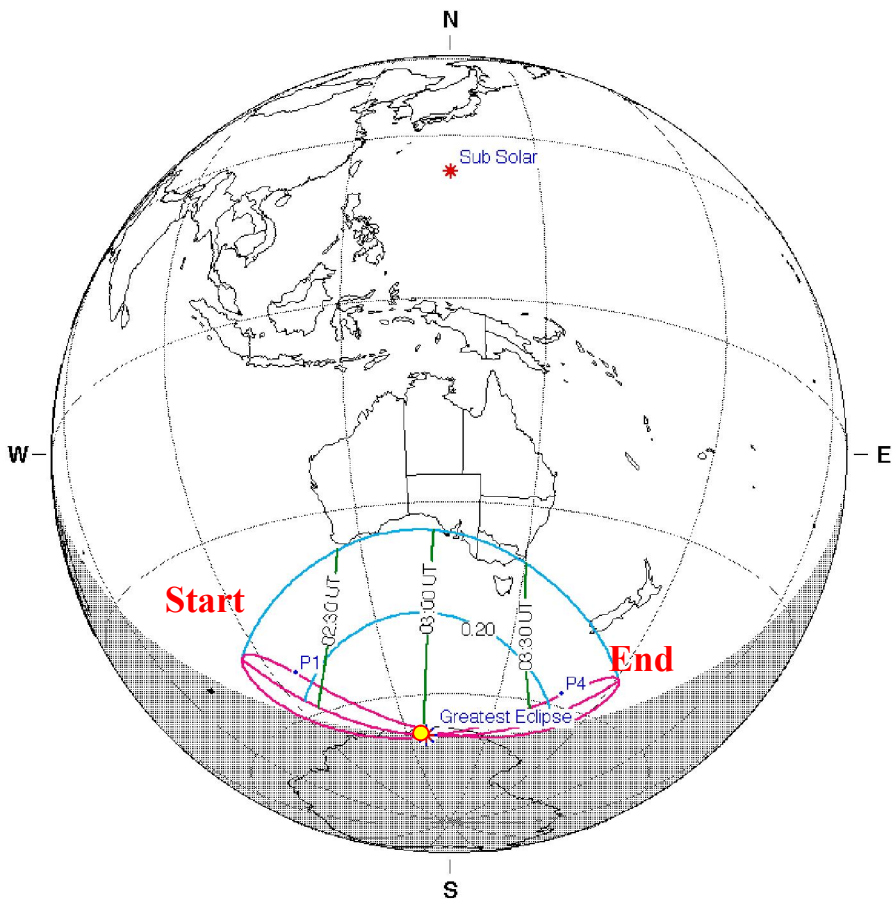 N
Sub Solar
W
E
Start
02:30 UT
03:00 UT
0.20
03:30 UT
P1
End
P4
Greatest Eclipse
S